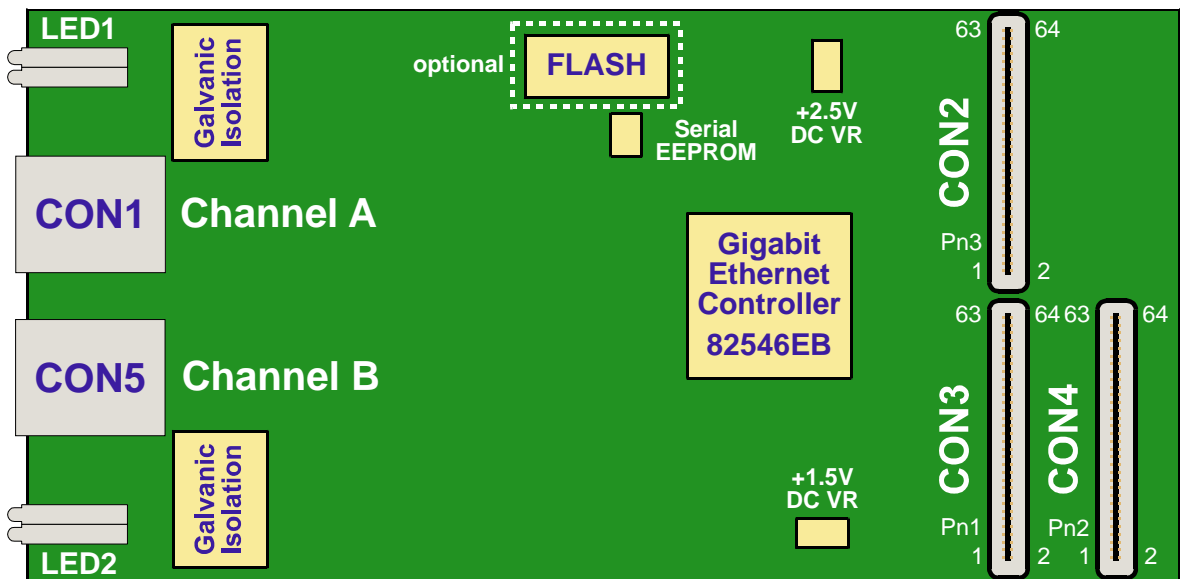 LED1
Galvanic
Isolation
optional
FLASH
Serial
EEPROM
+2.5V
DC VR
63
64
CON2
Pn3
1
2
CON1
Channel A
Gigabit
Ethernet
Controller
82546EB
CON5
Channel B
63
64
CON3
Pn1
1
2
63
64
CON4
Pn2
1
2
Galvanic
Isolation
+1.5V
DC VR
LED2